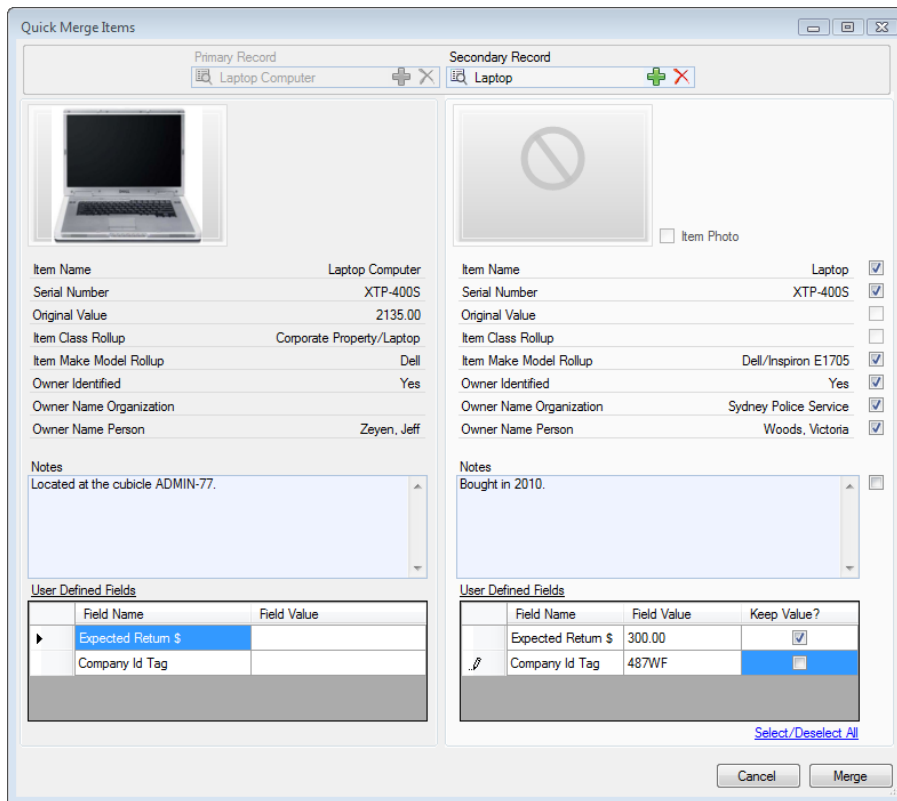 Quick Merge Items
Primary Record
Laptop Computer
Secondary Record
Laptop
Item Photo
Item Name Laptop Computer
Serial Number XTP-400S
Original Value 2135.00
Item Class Rollup Corporate Property/Laptop
Item Make Model Rollup Dell
Owner Identified Yes
Owner Name Organization
Owner Name Person Zeyen, Jeff
Notes
Located at the cubicle ADMIN-77.
User Defined Fields
Field Name Field Value
Expected Return $
Company Id Tag
Item Name Laptop
Serial Number XTP-400S
Original Value
Item Class Rollup
Item Make Model Rollup Dell/Inspiron E1705
Owner Identified Yes
Owner Name Organization Sydney Police Service
Owner Name Person Woods, Victoria
Notes
Bought in 2010.
User Defined Fields
Field Name Field Value Keep Value?
Expected Return $ 300.00
Company Id Tag 487WF
Select/Deselect All
Cancel Merge